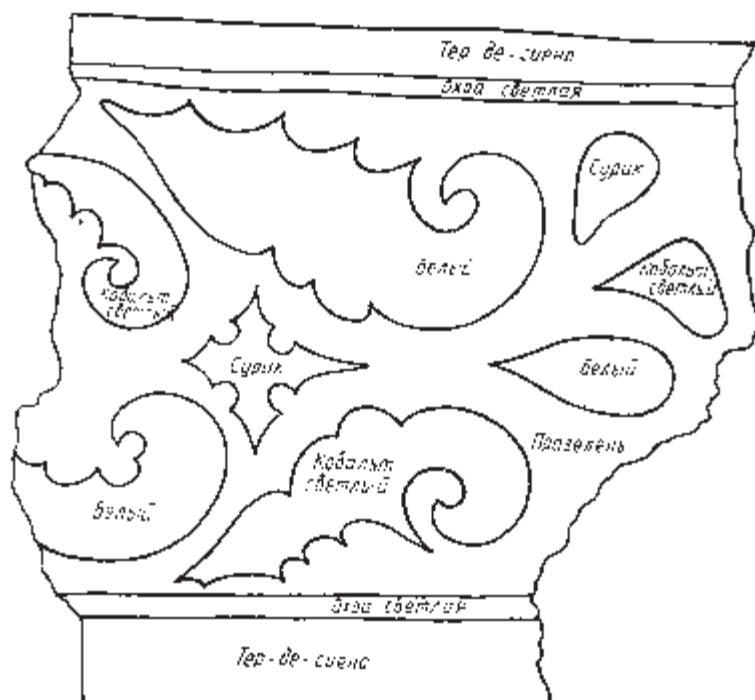 Тер де-сиена
Охра светлая
Сурик
Кобальт
светлый
Белый
Кобальт
светлый
Сурик
Белый
Празелень
Кобальт
светлый
Белый
Охра светлая
Тер-де-сиена